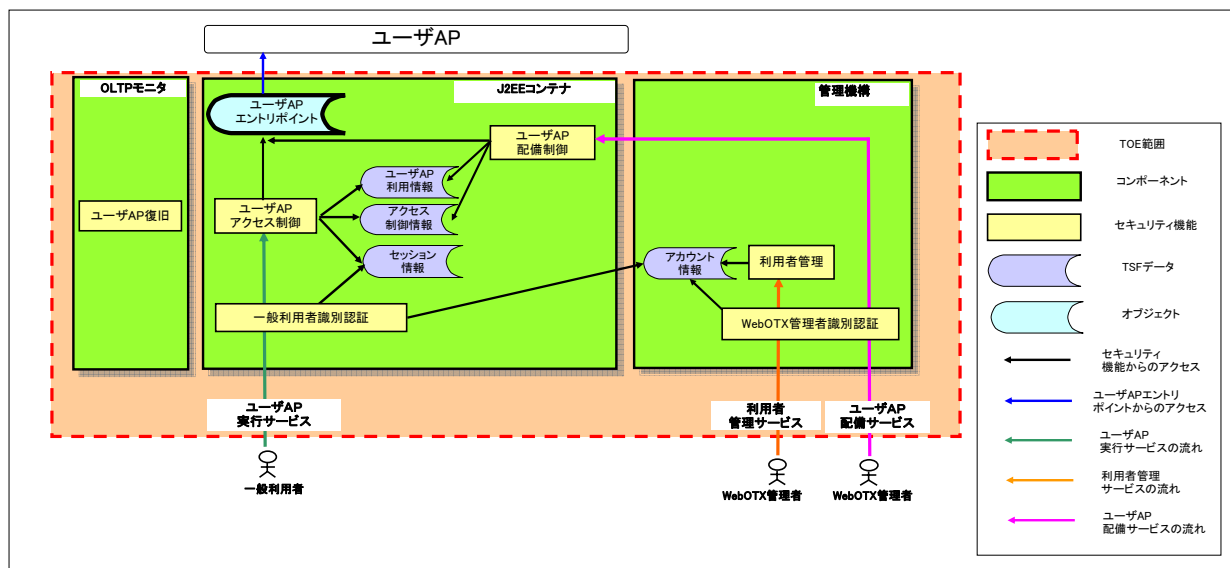 ユーザAP
OLTPモニタ
J2EEコンテナ
管理機構
ユーザAP
エントリポイント
ユーザAP
配備制御
ユーザAP
利用情報
ユーザAP復旧
ユーザAP
アクセス制御
アクセス
制御情報
セッション
情報
アカウント
情報
利用者管理
一般利用者識別認証
WebOTX管理者識別認証
ユーザAP
実行サービス
利用者
管理サービス
ユーザAP
配備サービス
一般利用者
WebOTX管理者
WebOTX管理者
TOE範囲
コンポーネント
セキュリティ機能
TSFデータ
オブジェクト
セキュリティ
機能からのアクセス
ユーザAPエントリ
ポイントからのアクセス
ユーザAP
実行サービスの流れ
利用者管理
サービスの流れ
ユーザAP
配備サービスの流れ